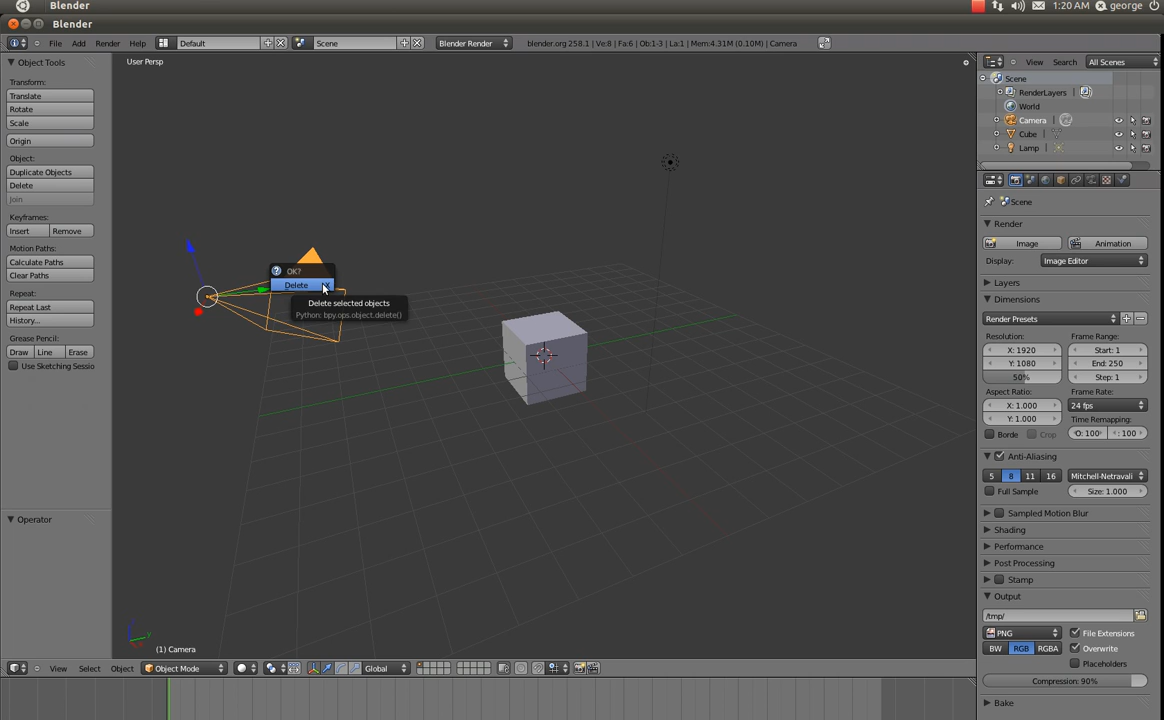 Blender
1:20 AM george
Blender
File Add Render Help Default Scene Blender Render blender.org 258.1 | Ve:8 | Fa:6 | Ob:1-3 | La:1 | Mem:4.31M (0.10M) | Camera
Object Tools
Transform:
Translate
Rotate
Scale
Origin
Object:
Duplicate Objects
Delete
Join
Keyframes:
Insert Remove
Motion Paths:
Calculate Paths
Clear Paths
Repeat:
Repeat Last
History...
Grease Pencil:
Draw Line Erase
Use Sketching Sessio
Operator
User Persp
OK?
Delete X
Delete selected objects
Python: bpy.ops.object.delete()
y
(1) Camera
View Select Object Object Mode Global
View Search All Scenes
Scene
RenderLayers |
World
Camera |
Cube |
Lamp |
Scene
Render
Image Animation
Display: Image Editor
Layers
Dimensions
Render Presets
Resolution: Frame Range:
X: 1920 Start: 1
Y: 1080 End: 250
50% Step: 1
Aspect Ratio: Frame Rate:
X: 1.000 24 fps
Y: 1.000 Time Remapping:
Borde Crop O: 100 : 100
Anti-Aliasing
5 8 11 16 Mitchell-Netravali
Full Sample Size: 1.000
Sampled Motion Blur
Shading
Performance
Post Processing
Stamp
Output
/tmp/
PNG File Extensions
BW RGB RGBA Overwrite
Placeholders
Compression: 90%
Bake